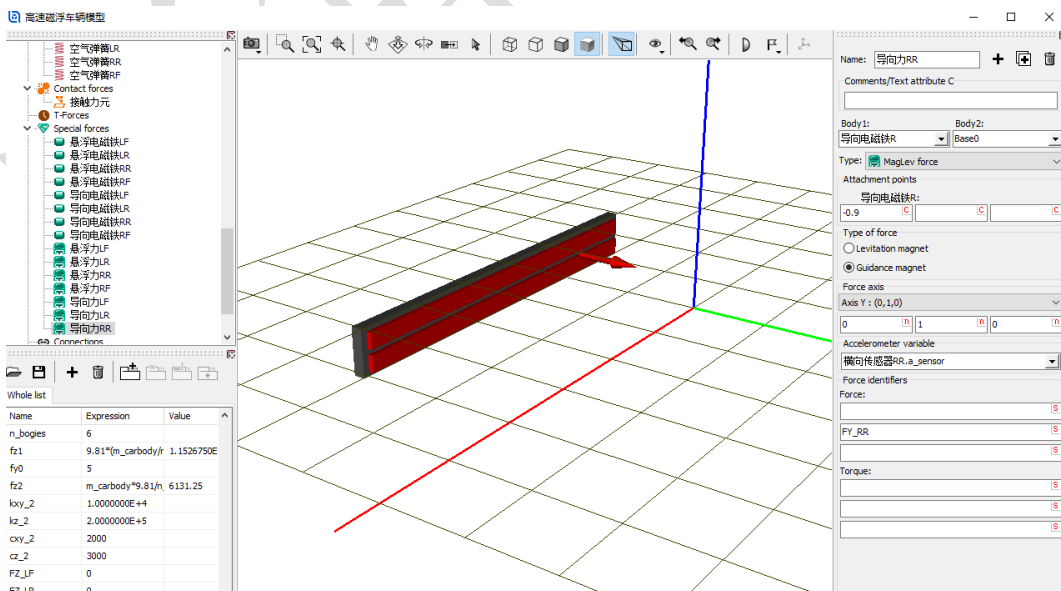 高速磁浮车辆模型
空气弹簧LR
空气弹簧RR
空气弹簧RF
Contact forces
接触力元
T-Forces
Special forces
悬浮电磁铁LF
悬浮电磁铁LR
悬浮电磁铁RR
悬浮电磁铁RF
导向电磁铁LF
导向电磁铁LR
导向电磁铁RR
导向电磁铁RF
悬浮力LF
悬浮力LR
悬浮力RR
悬浮力RF
导向力LF
导向力LR
导向力RR
Connections
Whole list
Name Expression Value
n_bogies 6
fz1 9.81*(m_carbody/r 1.1526750E
fy0 5
fz2 m_carbody*9.81/n_ 6131.25
kxy_2 1.0000000E+4
kz_2 2.0000000E+5
cxy_2 2000
cz_2 3000
FZ_LF 0
FZ_LR 0
Name: 导向力RR
Comments/Text attribute C
Body1: Body2:
导向电磁铁R Base0
Type: MagLev force
Attachment points
导向电磁铁R:
-0.9 C C C
Type of force
Levitation magnet
Guidance magnet
Force axis
Axis Y : (0,1,0)
0 n 1 n 0 n
Accelerometer variable
横向传感器RR.a_sensor
Force identifiers
Force:
S
FY_RR S
S
Torque:
S
S
S